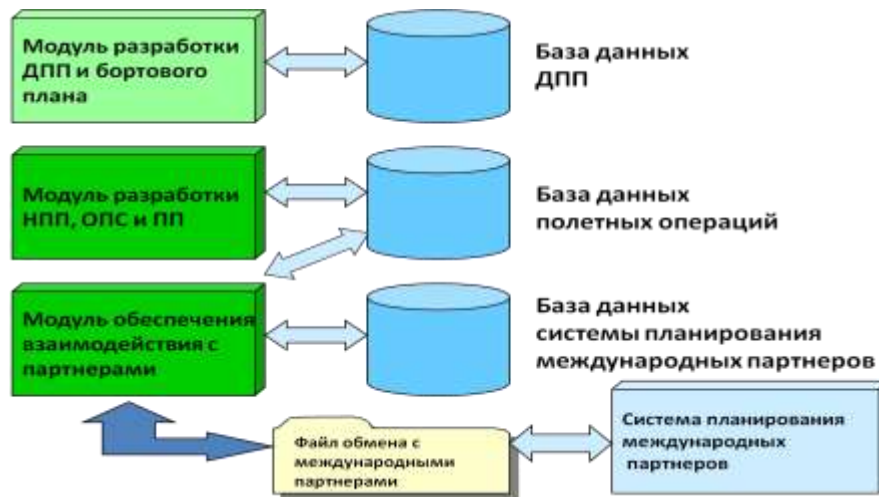 Модуль разработки
ДПП и бортового
плана
База данных
ДПП
Модуль разработки
НПП, ОПС и ПП
База данных
полетных операций
Модуль обеспечения
взаимодействия с
партнерами
База данных
системы планирования
международных партнеров
Файл обмена с
международными
партнерами
Система планирования
международных
партнеров